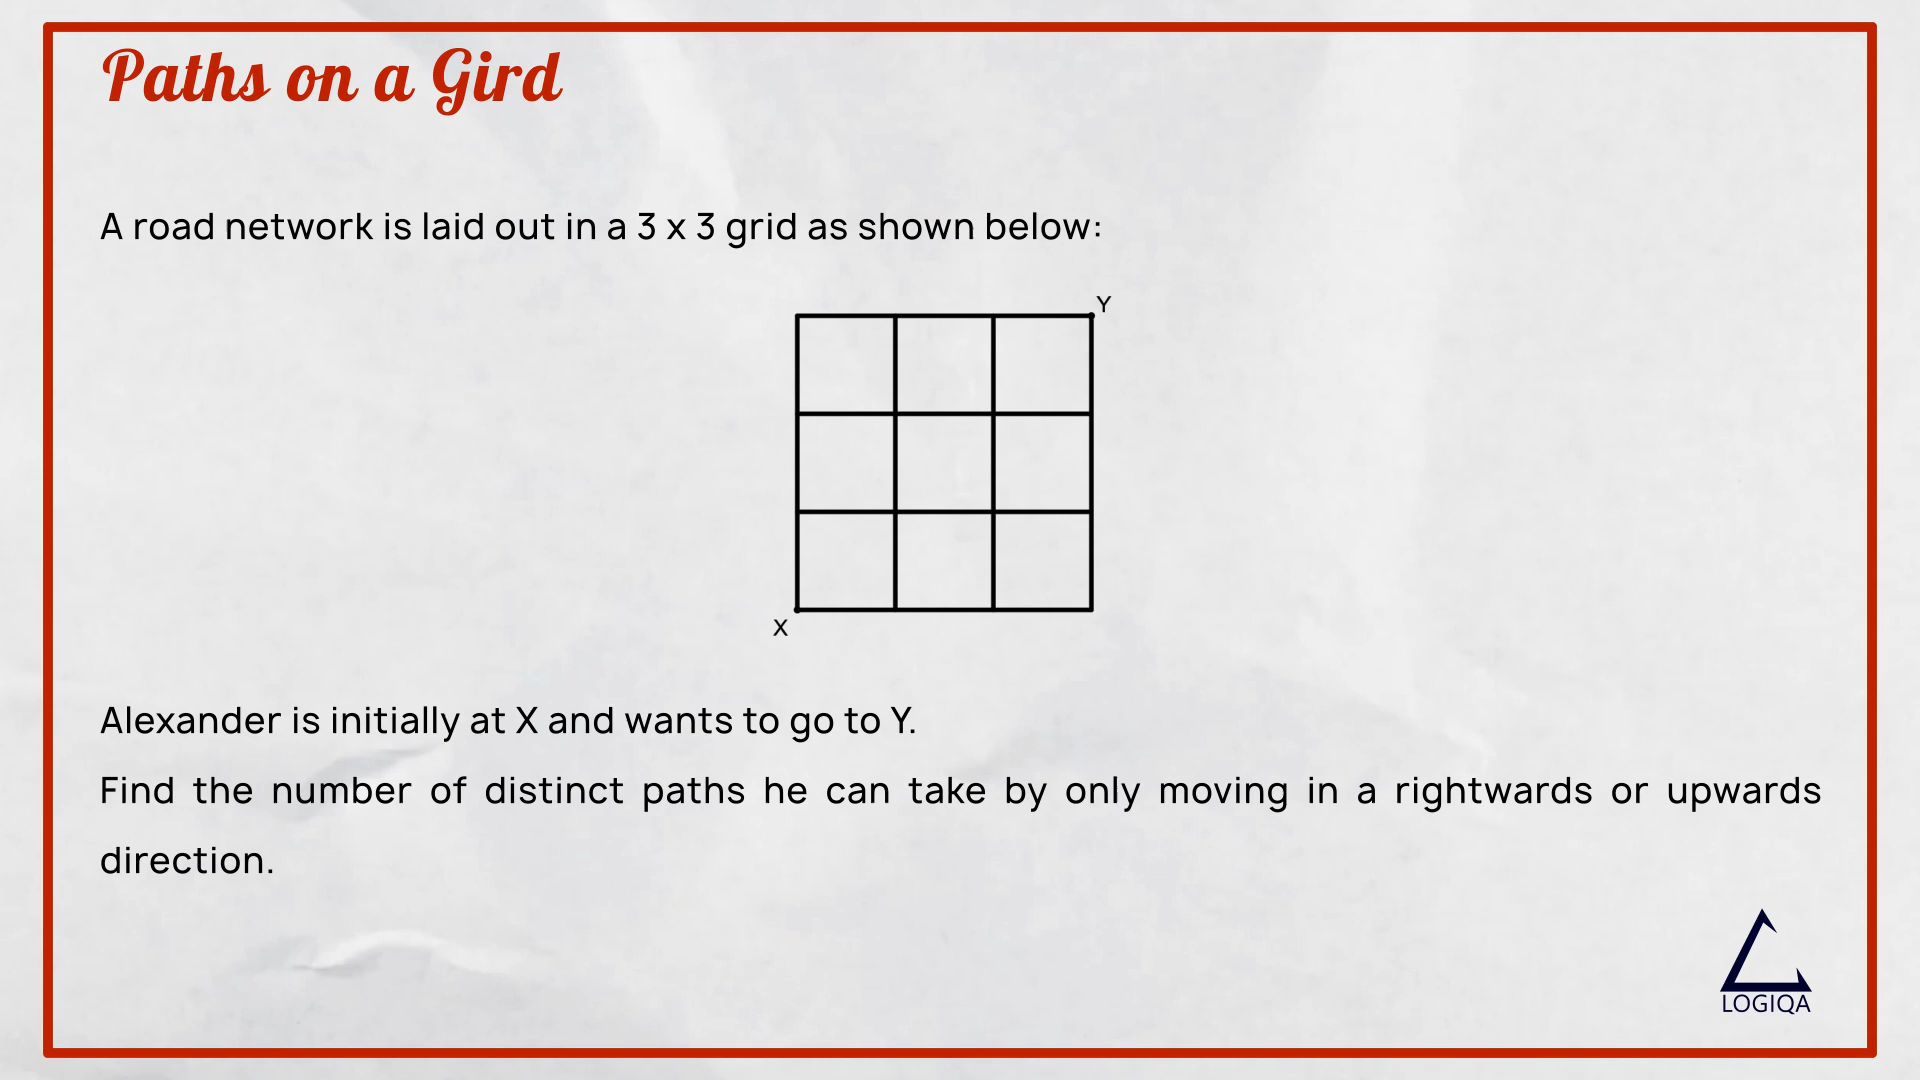 Paths on a Gird
A road network is laid out in a 3 x 3 grid as shown below:
Y
X
Alexander is initially at X and wants to go to Y.
Find the number of distinct paths he can take by only moving in a rightwards or upwards
direction.
LOGIQA